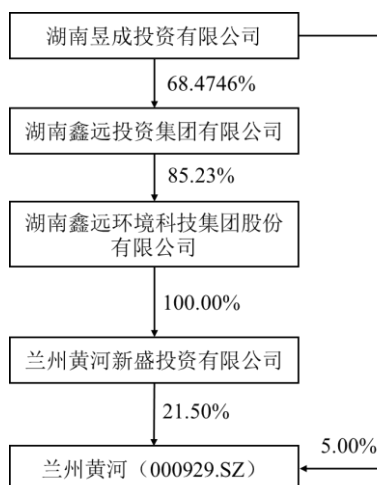 湖南昱成投资有限公司
68.4746%
湖南鑫远投资集团有限公司
85.23%
湖南鑫远环境科技集团股份
有限公司
100.00%
兰州黄河新盛投资有限公司
21.50%
5.00%
兰州黄河（000929.SZ）